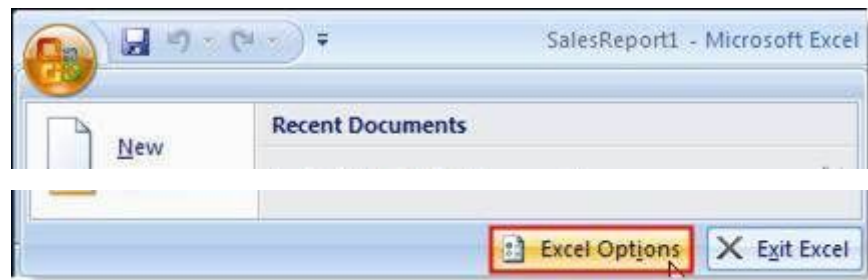 SalesReport1 - Microsoft Excel
New
Recent Documents
Excel Options
Exit Excel